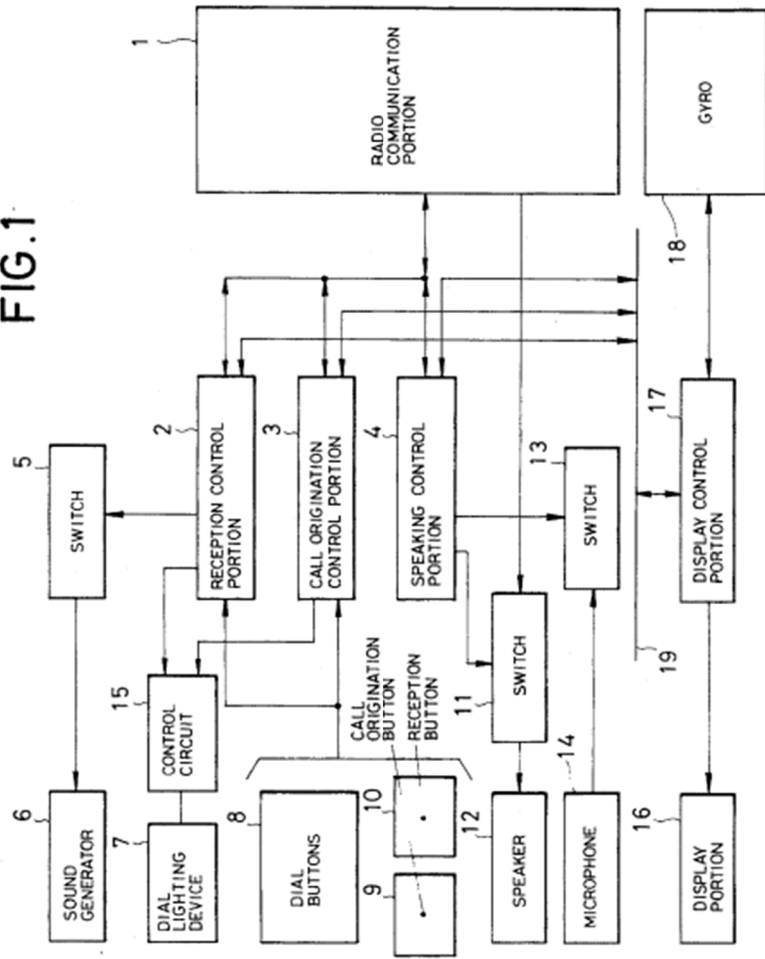 FIG.1
1
RADIO
COMMUNICATION
PORTION
18
GYRO
2
RECEPTION CONTROL
PORTION
3
CALL ORIGINATION
CONTROL PORTION
4
SPEAKING CONTROL
PORTION
5
SWITCH
13
SWITCH
17
DISPLAY CONTROL
PORTION
19
15
CONTROL
CIRCUIT
11
SWITCH
CALL
ORIGINATION
BUTTON
RECEPTION
BUTTON
6
SOUND
GENERATOR
7
DIAL
LIGHTING
DEVICE
8
DIAL
BUTTONS
9
10
12
SPEAKER
14
MICROPHONE
16
DISPLAY
PORTION